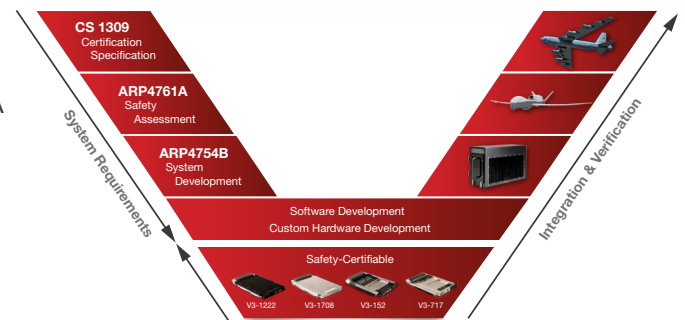 CS 1309
Certification
Specification
ARP4761A
Safety
Assessment
ARP4754B
System
Development
System Requirements
Integration & Verification
Software Development
Custom Hardware Development
Safety-Certifiable
V3-1222
V3-1708
V3-152
V3-717